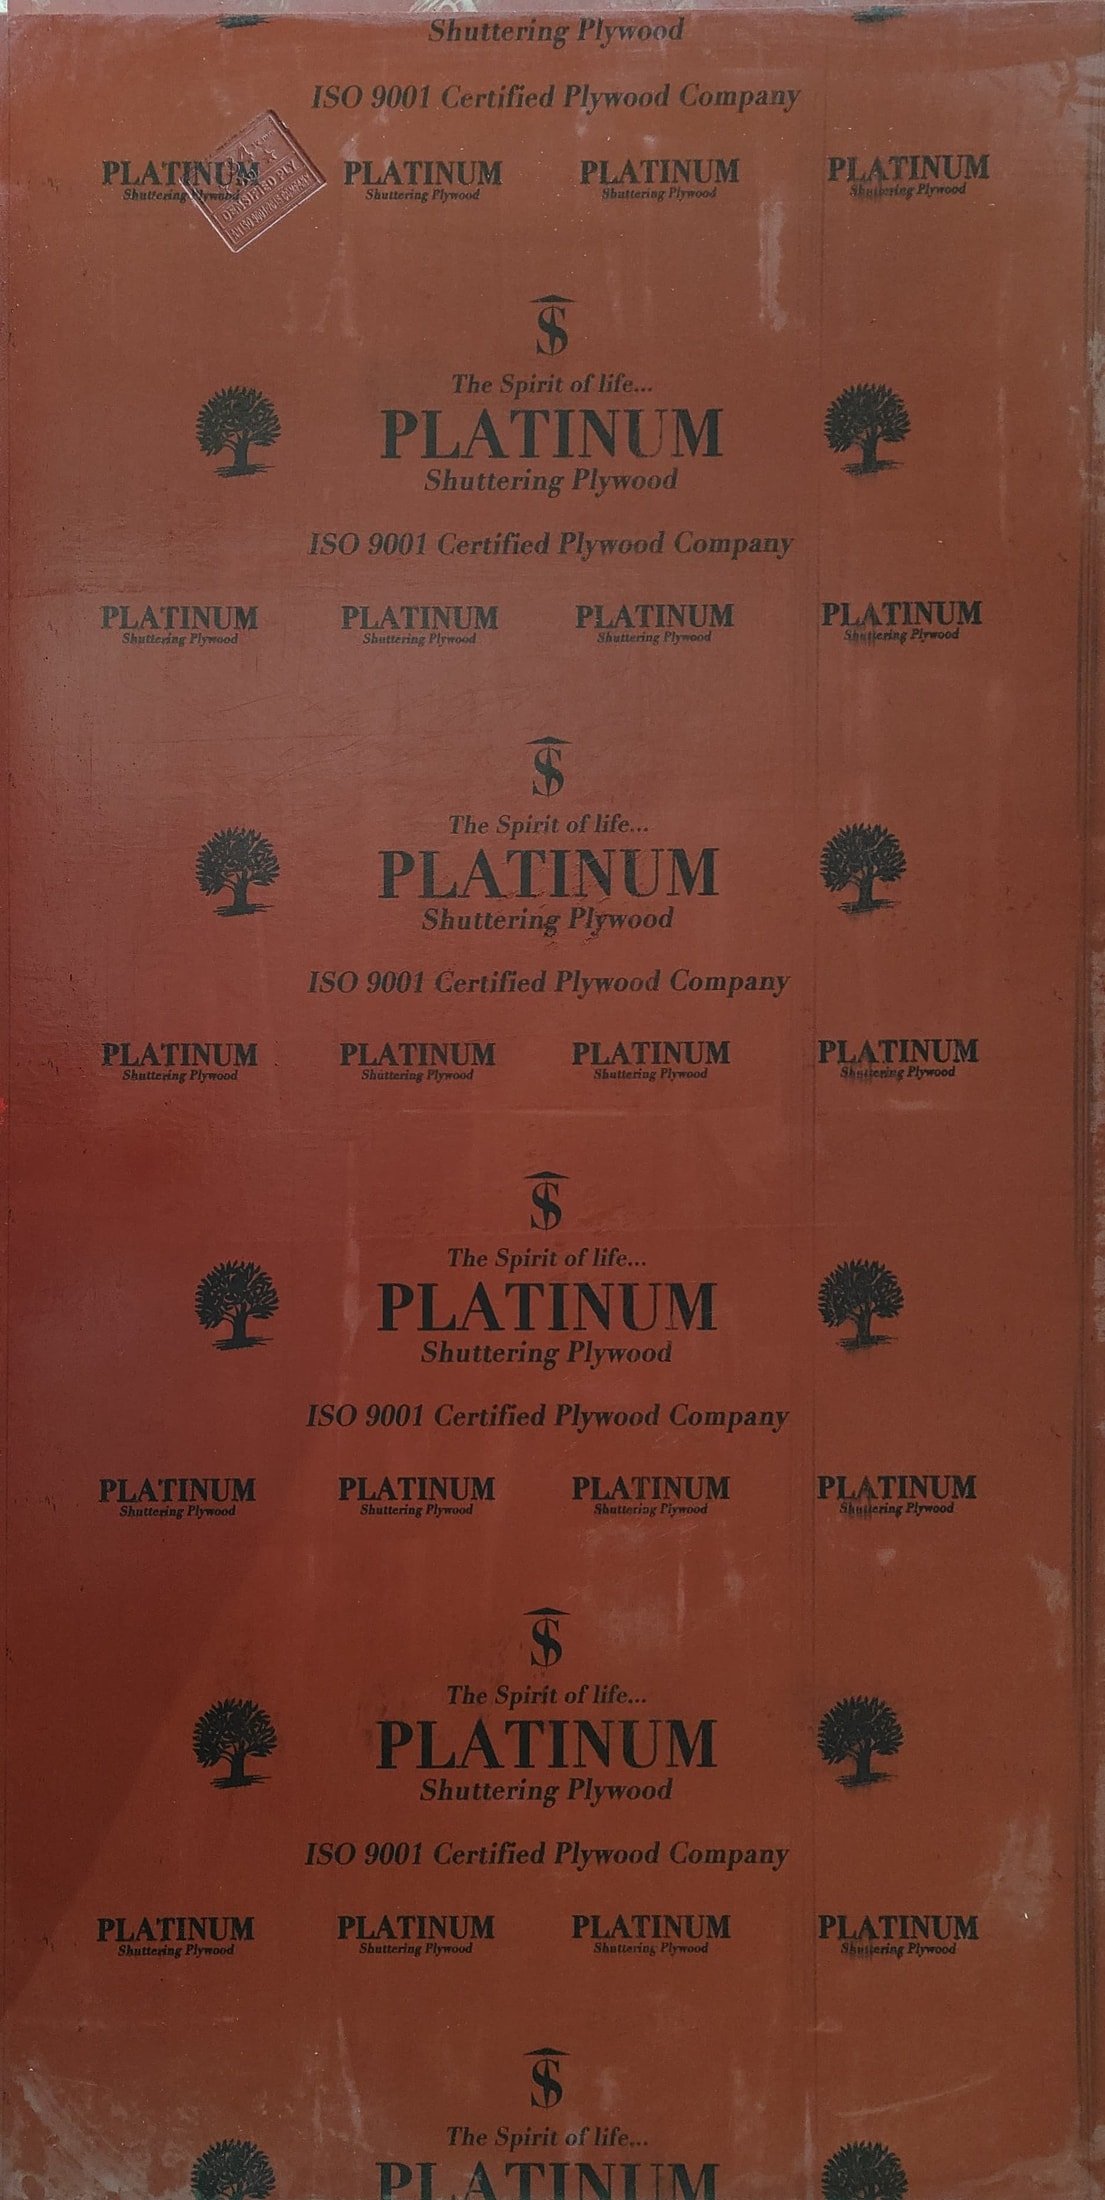 Shuttering Plywood
ISO 9001 Certified Plywood Company
PLATINUM PLATINUM PLATINUM PLATINUM
Shuttering Plywood Shuttering Plywood Shuttering Plywood Shuttering Plywood
DENSIFIED PLY
The Spirit of life...
PLATINUM
Shuttering Plywood
ISO 9001 Certified Plywood Company
PLATINUM PLATINUM PLATINUM PLATINUM
Shuttering Plywood Shuttering Plywood Shuttering Plywood Shuttering Plywood
The Spirit of life...
PLATINUM
Shuttering Plywood
ISO 9001 Certified Plywood Company
PLATINUM PLATINUM PLATINUM PLATINUM
Shuttering Plywood Shuttering Plywood Shuttering Plywood Shuttering Plywood
The Spirit of life...
PLATINUM
Shuttering Plywood
ISO 9001 Certified Plywood Company
PLATINUM PLATINUM PLATINUM PLATINUM
Shuttering Plywood Shuttering Plywood Shuttering Plywood Shuttering Plywood
The Spirit of life...
PLATINUM
Shuttering Plywood
ISO 9001 Certified Plywood Company
PLATINUM PLATINUM PLATINUM PLATINUM
Shuttering Plywood Shuttering Plywood Shuttering Plywood Shuttering Plywood
The Spirit of life...
PLATINUM